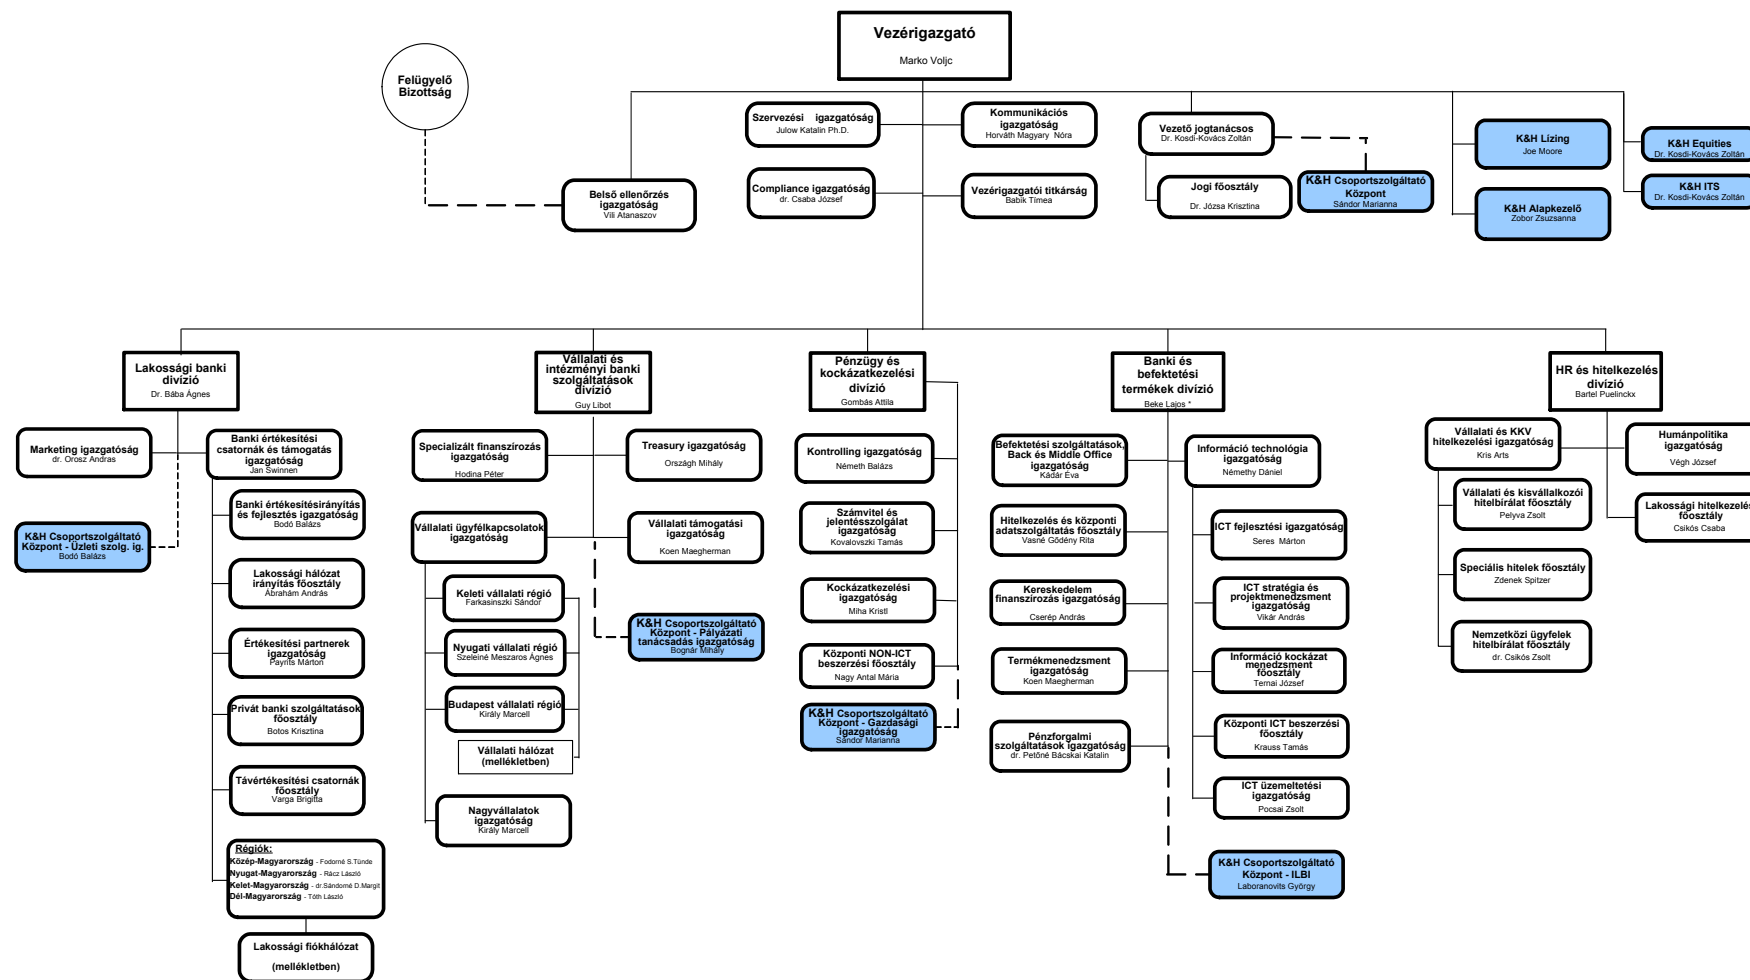 Vezérigazgató
Marko Voljc
Felügyelő
Bizottság
Szervezési igazgatóság
Julow Katalin Ph.D.
Kommunikációs
igazgatóság
Horváth Magyary Nóra
Vezető jogtanácsos
Dr. Kosdi-Kovács Zoltán
K&H Lízing
Joe Moore
K&H Equities
Dr. Kosdi-Kovács Zoltán
Belső ellenőrzés
igazgatóság
Vili Atanaszov
Compliance igazgatóság
dr. Csaba József
Vezérigazgatói titkárság
Babik Tímea
Jogi főosztály
Dr. Józsa Krisztina
K&H Csoportszolgáltató
Központ
Sándor Marianna
K&H Alapkezelő
Zobor Zsuzsanna
K&H ITS
Dr. Kosdi-Kovács Zoltán
Lakossági banki
divízió
Dr. Bába Ágnes
Vállalati és
intézményi banki
szolgáltatások
divízió
Guy Libot
Pénzügy és
kockázatkezelési
divízió
Gombás Attila
Banki és
befektetési
termékek divízió
Beke Lajos *
HR és hitelkezelés
divízió
Bartel Puelinckx
Marketing igazgatóság
dr. Orosz Andras
Banki értékesítési
csatornák és támogatás
igazgatóság
Jan Swinnen
Banki értékesítésirányítás
és fejlesztés igazgatóság
Bodó Balázs
K&H Csoportszolgáltató
Központ - Üzleti szolg. ig.
Bodó Balázs
Lakossági hálózat
irányítás főosztály
Ábrahám András
Értékesítési partnerek
igazgatóság
Payrits Márton
Privát banki szolgáltatások
főosztály
Botos Krisztina
Távértékesítési csatornák
főosztály
Varga Brigitta
Régiók:
Közép-Magyarország - Fodorné S.Tünde
Nyugat-Magyarország - Rácz László
Kelet-Magyarország - dr.Sándorné D.Margit
Dél-Magyarország - Tóth László
Lakossági fiókhálózat
(mellékletben)
Specializált finanszírozás
igazgatóság
Hodina Péter
Treasury igazgatóság
Országh Mihály
Vállalati ügyfélkapcsolatok
igazgatóság
Vállalati támogatási
igazgatóság
Koen Maegherman
Keleti vállalati régió
Farkasinszki Sándor
Nyugati vállalati régió
Szeleiné Meszaros Ágnes
K&H Csoportszolgáltató
Központ - Pályázati
tanácsadás igazgatóság
Bognár Mihály
Budapest vállalati régió
Király Marcell
Vállalati hálózat
(mellékletben)
Nagyvállalatok
igazgatóság
Király Marcell
Kontrolling igazgatóság
Németh Balázs
Számvitel és
jelentésszolgálat
igazgatóság
Kovalovszki Tamás
Kockázatkezelési
igazgatóság
Miha Kristl
Központi NON-ICT
beszerzési főosztály
Nagy Antal Mária
K&H Csoportszolgáltató
Központ - Gazdasági
igazgatóság
Sándor Marianna
Befektetési szolgáltatások,
Back és Middle Office
igazgatóság
Kádár Éva
Hitelkezelés és központi
adatszolgáltatás főosztály
Vasné Gödény Rita
Kereskedelem
finanszírozás igazgatóság
Cserép András
Termékmenedzsment
igazgatóság
Koen Maegherman
Pénzforgalmi
szolgáltatások igazgatóság
dr. Petőné Bácskai Katalin
Információ technológia
igazgatóság
Némethy Dániel
ICT fejlesztési igazgatóság
Seres Márton
ICT stratégia és
projektmenedzsment
igazgatóság
Vikár András
Információ kockázat
menedzsment
főosztály
Ternai József
Központi ICT beszerzési
főosztály
Krauss Tamás
ICT üzemeltetési
igazgatóság
Pocsai Zsolt
K&H Csoportszolgáltató
Központ - ILBI
Laboranovits György
Vállalati és KKV
hitelkezelési igazgatóság
Kris Arts
Humánpolitika
igazgatóság
Végh József
Vállalati és kisvállalkozói
hitelbírálat főosztály
Pelyva Zsolt
Lakossági hitelkezelés
főosztály
Csikós Csaba
Speciális hitelek főosztály
Zdenek Spitzer
Nemzetközi ügyfelek
hitelbírálat főosztály
dr. Csikós Zsolt